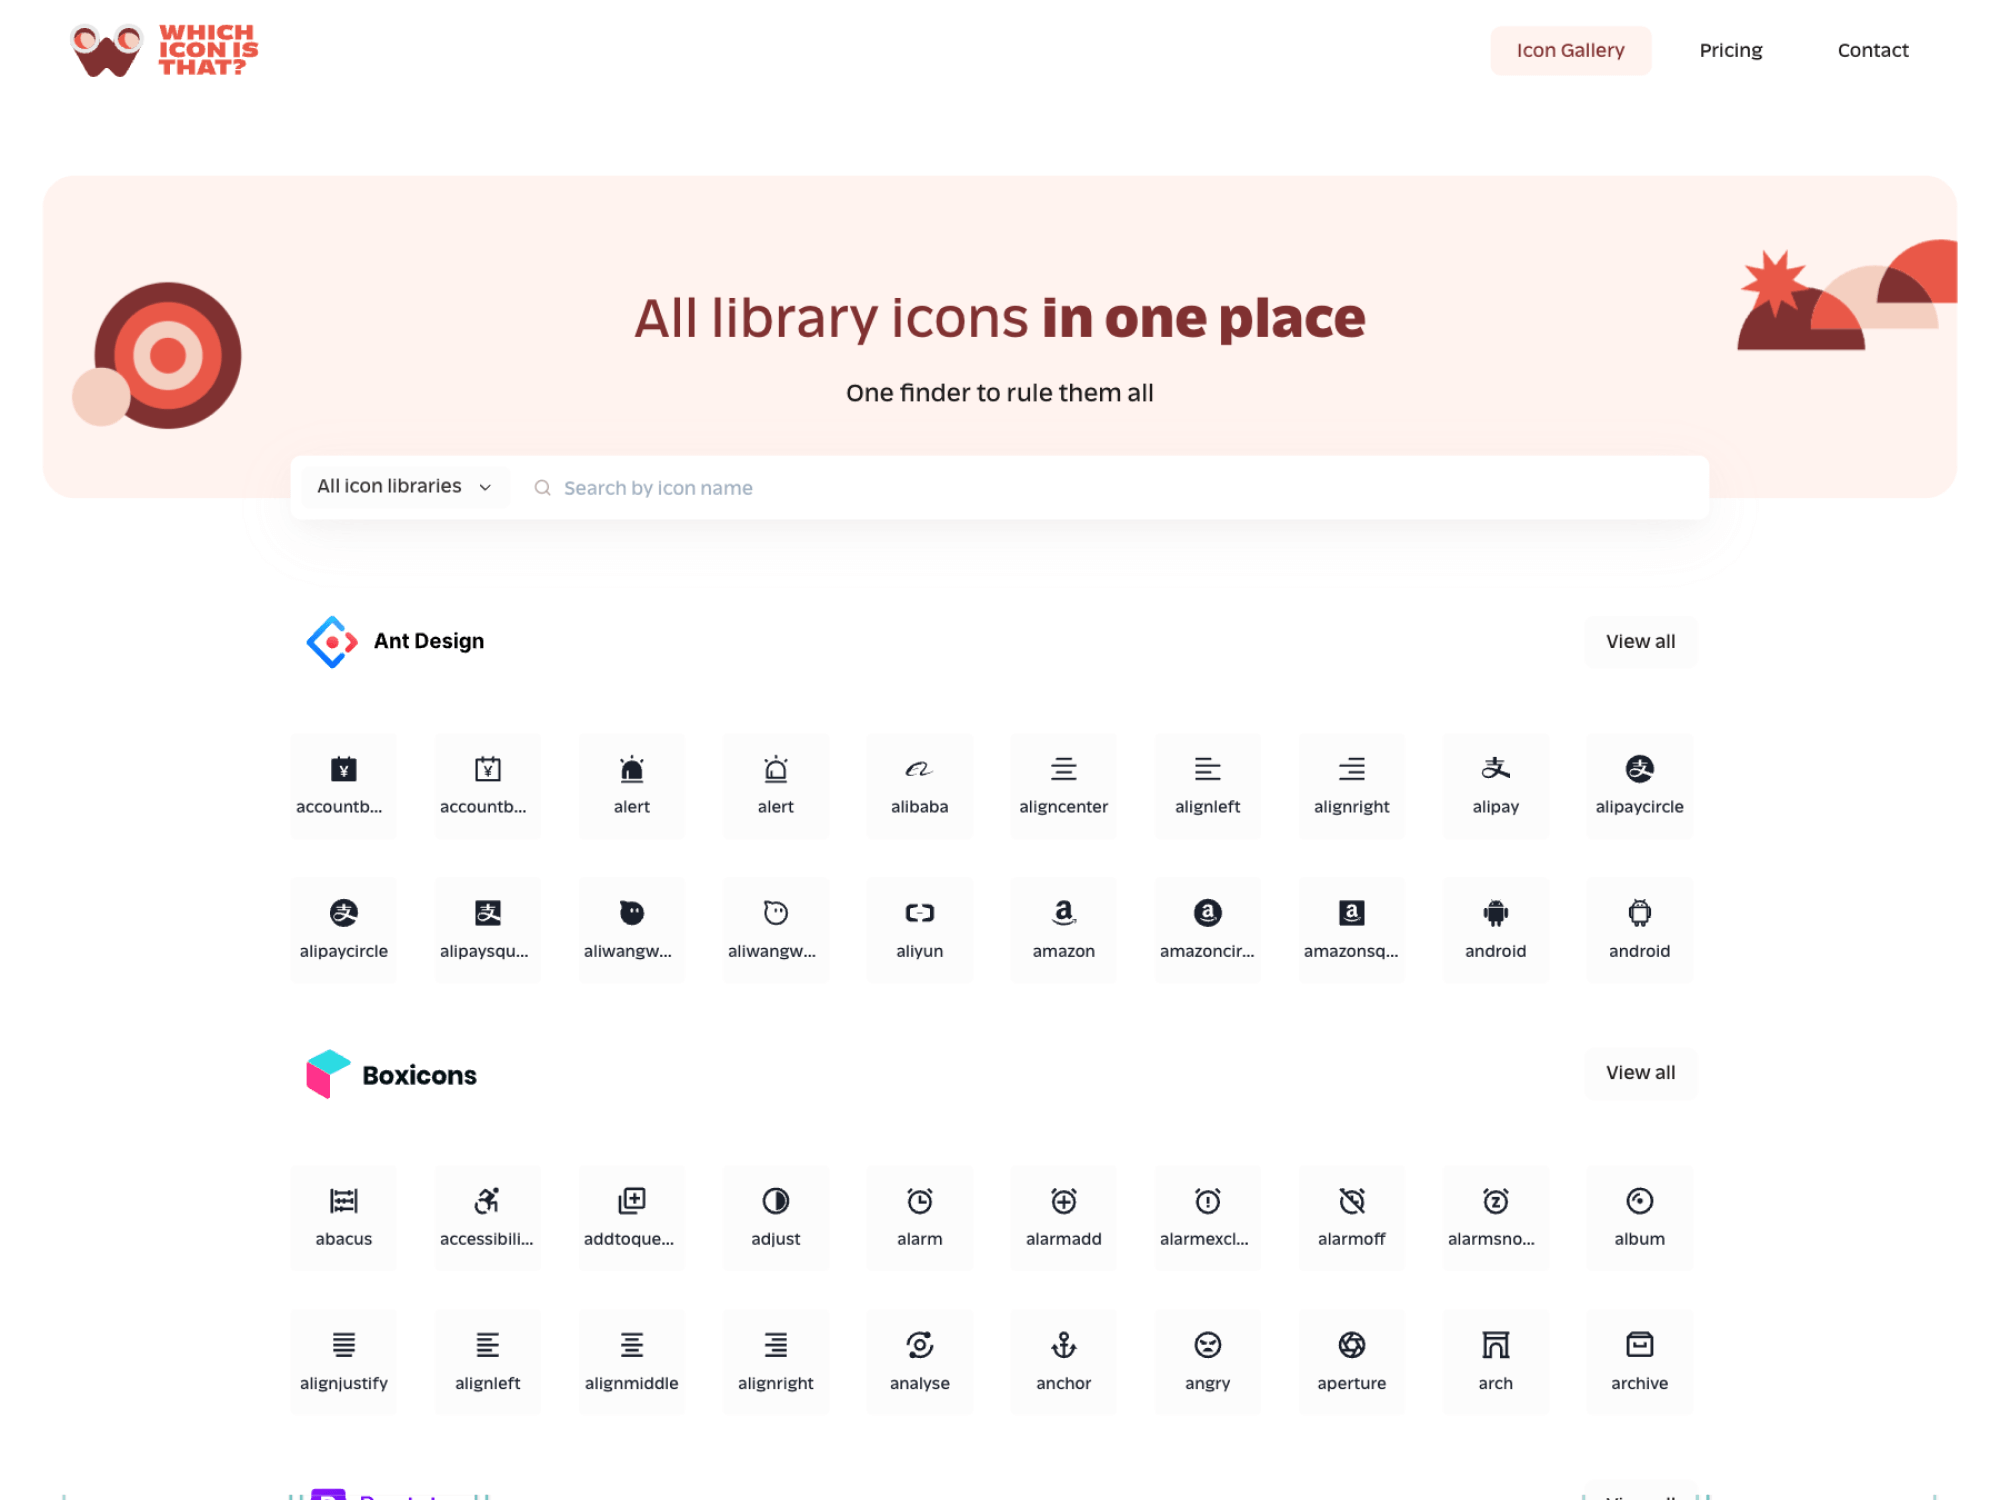 WHICH
ICON IS
THAT?
Icon Gallery
Pricing
Contact
All library icons in one place
One finder to rule them all
All icon libraries
Search by icon name
Ant Design
View all
accountb...
accountb...
alert
alert
alibaba
aligncenter
alignleft
alignright
alipay
alipaycircle
alipaycircle
alipaysqu...
aliwangw...
aliwangw...
aliyun
amazon
amazoncir...
amazonsq...
android
android
Boxicons
View all
abacus
accessibili...
addtoque...
adjust
alarm
alarmadd
alarmexcl...
alarmoff
alarmsno...
album
alignjustify
alignleft
alignmiddle
alignright
analyse
anchor
angry
aperture
arch
archive